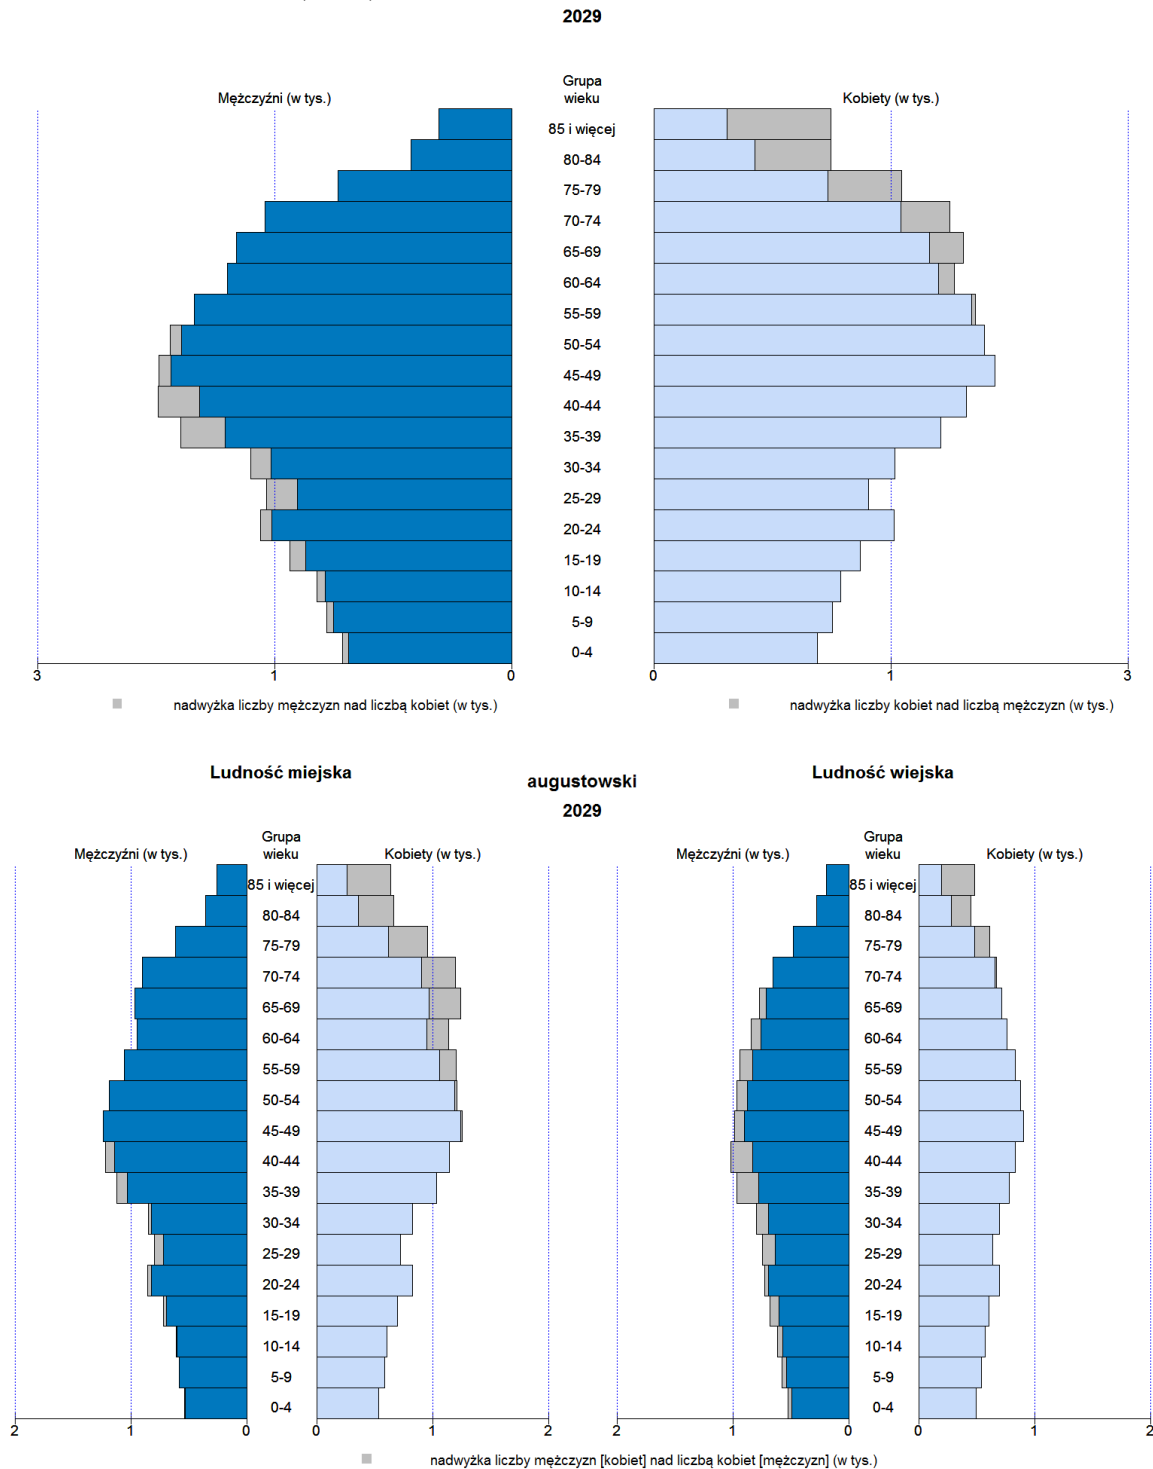 2029
Grupa
wieku
Mężczyźni (w tys.)
Kobiety (w tys.)
85 i więcej
80-84
75-79
70-74
65-69
60-64
55-59
50-54
45-49
40-44
35-39
30-34
25-29
20-24
15-19
10-14
5-9
0-4
3 1 0 0 1 3
nadwyżka liczby mężczyzn nad liczbą kobiet (w tys.)
nadwyżka liczby kobiet nad liczbą mężczyzn (w tys.)
Ludność miejska
augustowski
Ludność wiejska
2029
Grupa
wieku
Mężczyźni (w tys.)
Kobiety (w tys.)
85 i więcej
80-84
75-79
70-74
65-69
60-64
55-59
50-54
45-49
40-44
35-39
30-34
25-29
20-24
15-19
10-14
5-9
0-4
2 1 0 0 1 2
Grupa
wieku
Mężczyźni (w tys.)
Kobiety (w tys.)
85 i więcej
80-84
75-79
70-74
65-69
60-64
55-59
50-54
45-49
40-44
35-39
30-34
25-29
20-24
15-19
10-14
5-9
0-4
2 1 0 0 1 2
nadwyżka liczby mężczyzn [kobiet] nad liczbą kobiet [mężczyzn] (w tys.)